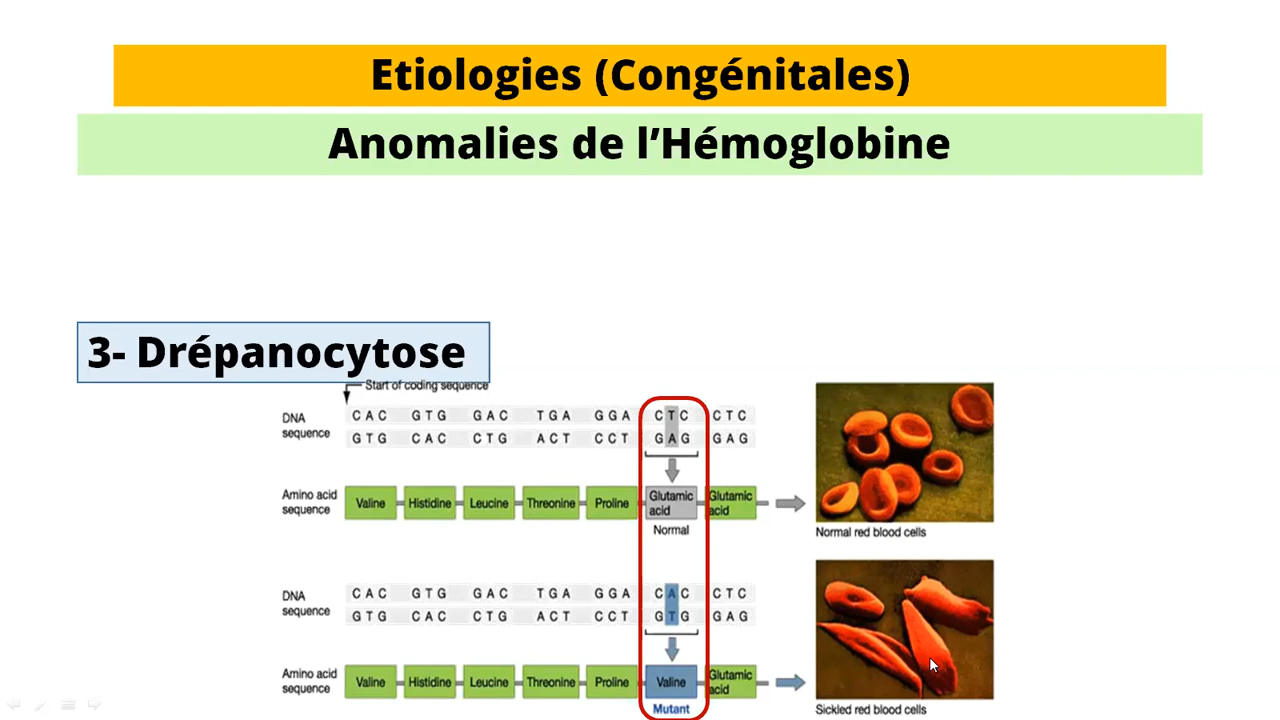 Etiologies (Congénitales)
Anomalies de l’Hémoglobine
3- Drépanocytose
Start of coding sequence
DNA sequence
CAC GTG GAC TGA GGA CTC CTC
GTG CAC CTG ACT CCT GAG GAG
Amino acid sequence
Valine Histidine Leucine Threonine Proline Glutamic acid Glutamic acid
Normal
Normal red blood cells
DNA sequence
CAC GTG GAC TGA GGA CAC CTC
GTG CAC CTG ACT CCT GTG GAG
Amino acid sequence
Valine Histidine Leucine Threonine Proline Valine Glutamic acid
Mutant
Sickled red blood cells